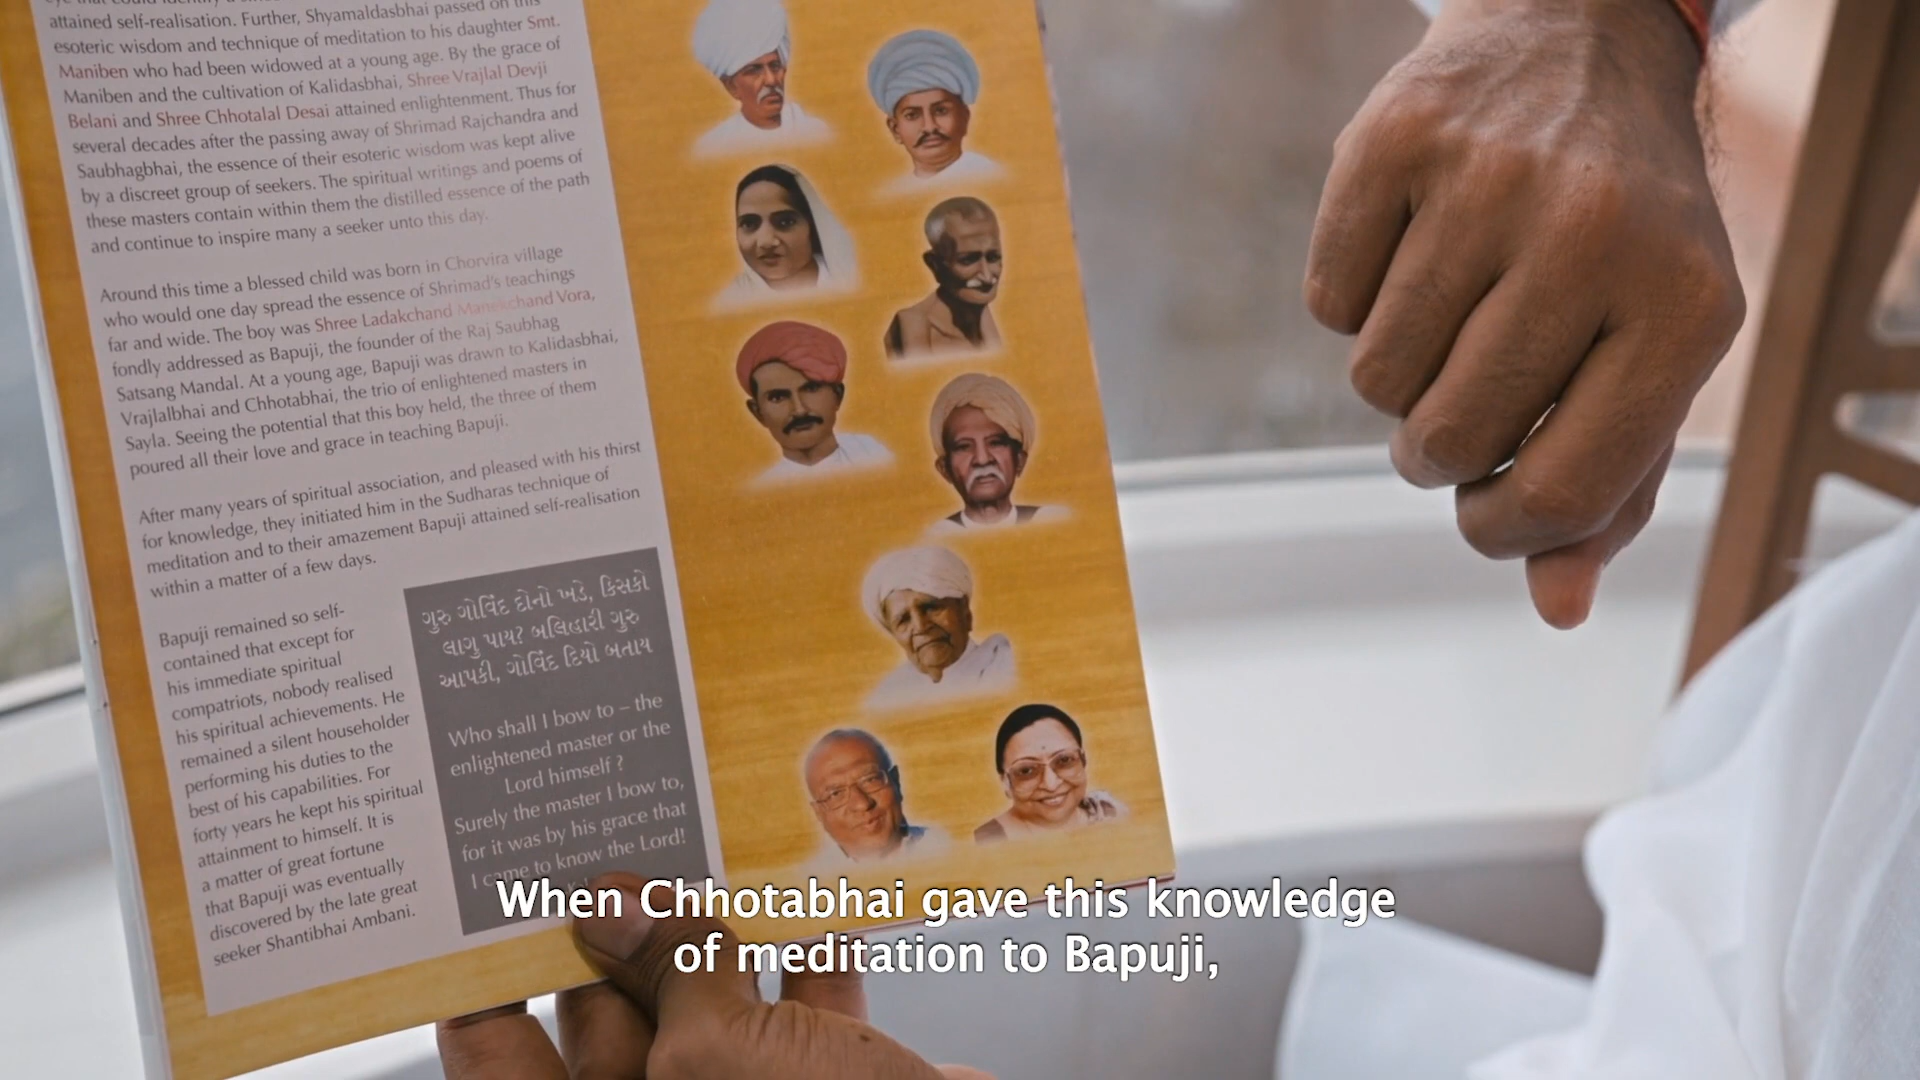 attained self-realisation. Further, Shyamaldasbhai passed on this
esoteric wisdom and technique of meditation to his daughter Smt.
Maniben who had been widowed at a young age. By the grace of
Maniben and the cultivation of Kalidasbhai, Shree Vrajlal Devji
Belani and Shree Chhotalal Desai attained enlightenment. Thus for
several decades after the passing away of Shrimad Rajchandra and
Saubhagbhai, the essence of their esoteric wisdom was kept alive
by a discreet group of seekers. The spiritual writings and poems of
these masters contain within them the distilled essence of the path
and continue to inspire many a seeker unto this day.
Around this time a blessed child was born in Chorvira village
who would one day spread the essence of Shrimad's teachings
far and wide. The boy was Shree Ladakchand Manekchand Vora,
fondly addressed as Bapuji, the founder of the Raj Saubhag
Satsang Mandal. At a young age, Bapuji was drawn to Kalidasbhai,
Vrajlalbhai and Chhotabhai, the trio of enlightened masters in
Sayla. Seeing the potential that this boy held, the three of them
poured all their love and grace in teaching Bapuji.
After many years of spiritual association, and pleased with his thirst
for knowledge, they initiated him in the Sudharas technique of
meditation and to their amazement Bapuji attained self-realisation
within a matter of a few days.
Bapuji remained so self-
contained that except for
his immediate spiritual
compatriots, nobody realised
his spiritual achievements. He
remained a silent householder
performing his duties to the
best of his capabilities. For
forty years he kept his spiritual
attainment to himself. It is
a matter of great fortune
that Bapuji was eventually
discovered by the late great
seeker Shantibhai Ambani.
ગુરુ ગોવિંદ દોનો ખડે, કિસકો
લાગુ પાય? બલિહારી ગુરુ
આપકી, ગોવિંદ દિયો બતાય
Who shall I bow to – the
enlightened master or the
Lord himself ?
Surely the master I bow to,
for it was by his grace that
I came to know the Lord!
When Chhotabhai gave this knowledge
of meditation to Bapuji,